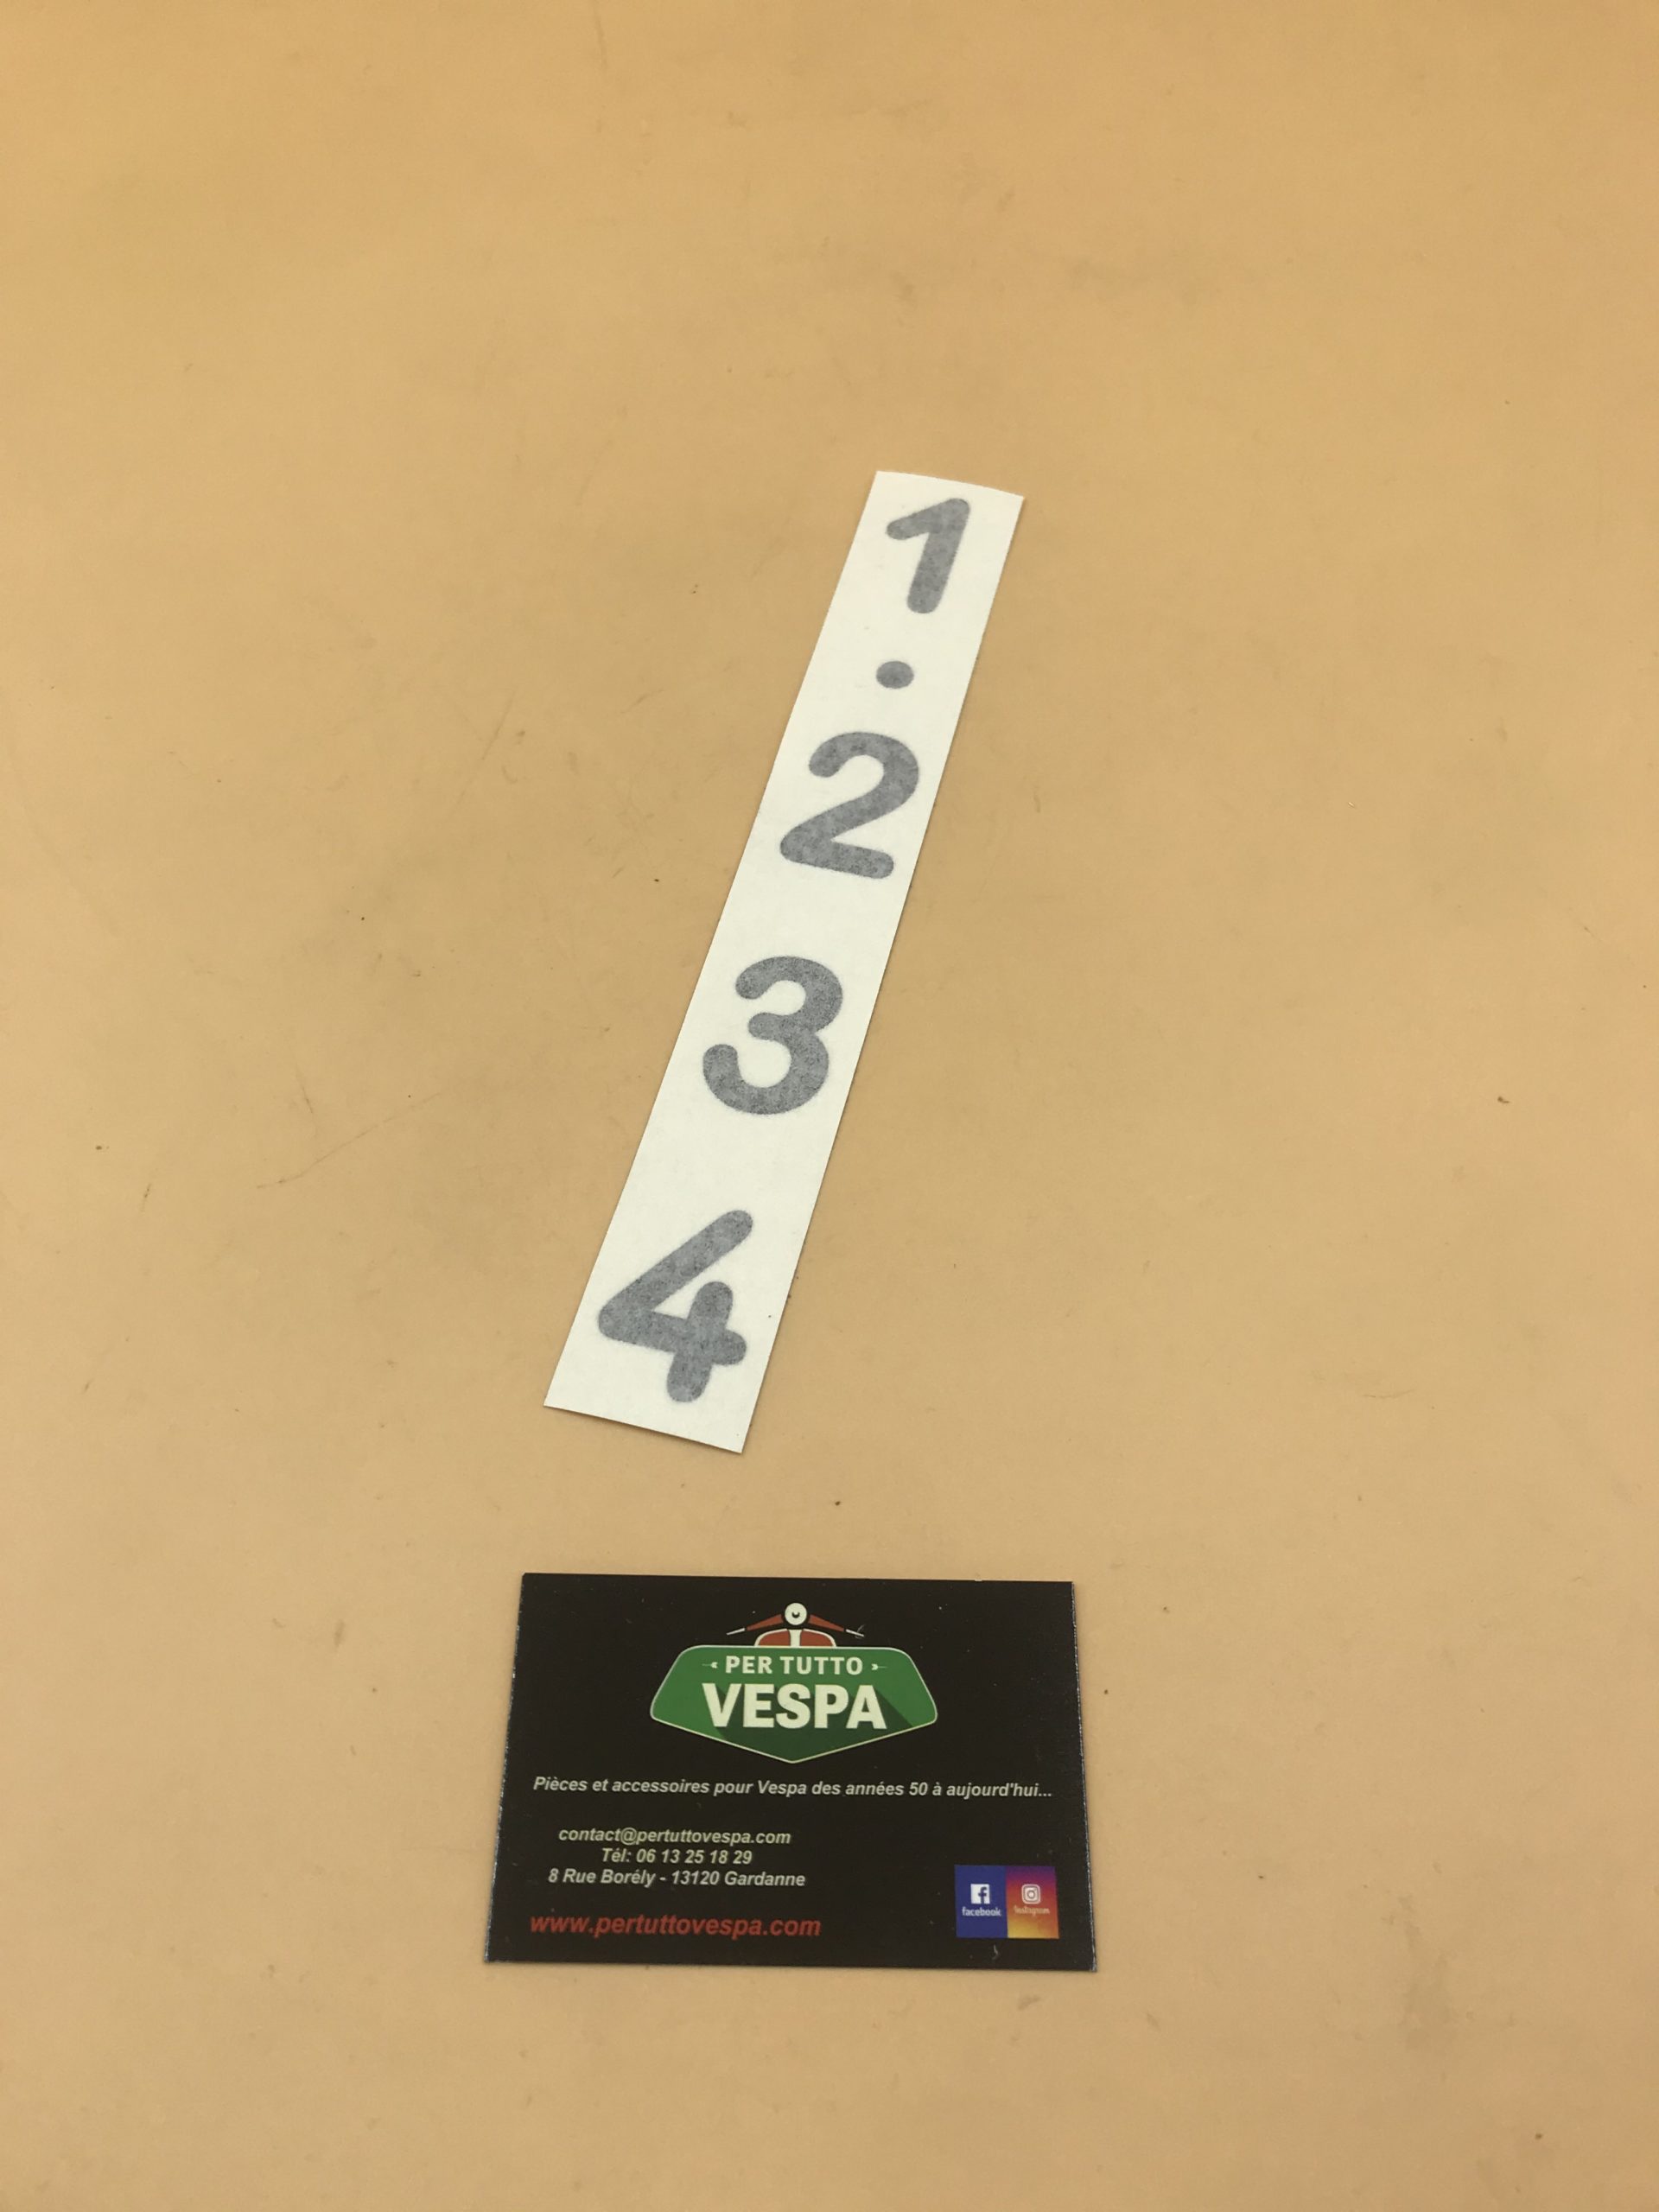 1
•
2
3
4
PER TUTTO
VESPA
Pièces et accessoires pour Vespa des années 50 à aujourd'hui...
contact@pertuttovespa.com
Tél: 06 13 25 18 29
8 Rue Borély - 13120 Gardanne
www.pertuttovespa.com
facebook
Instagram